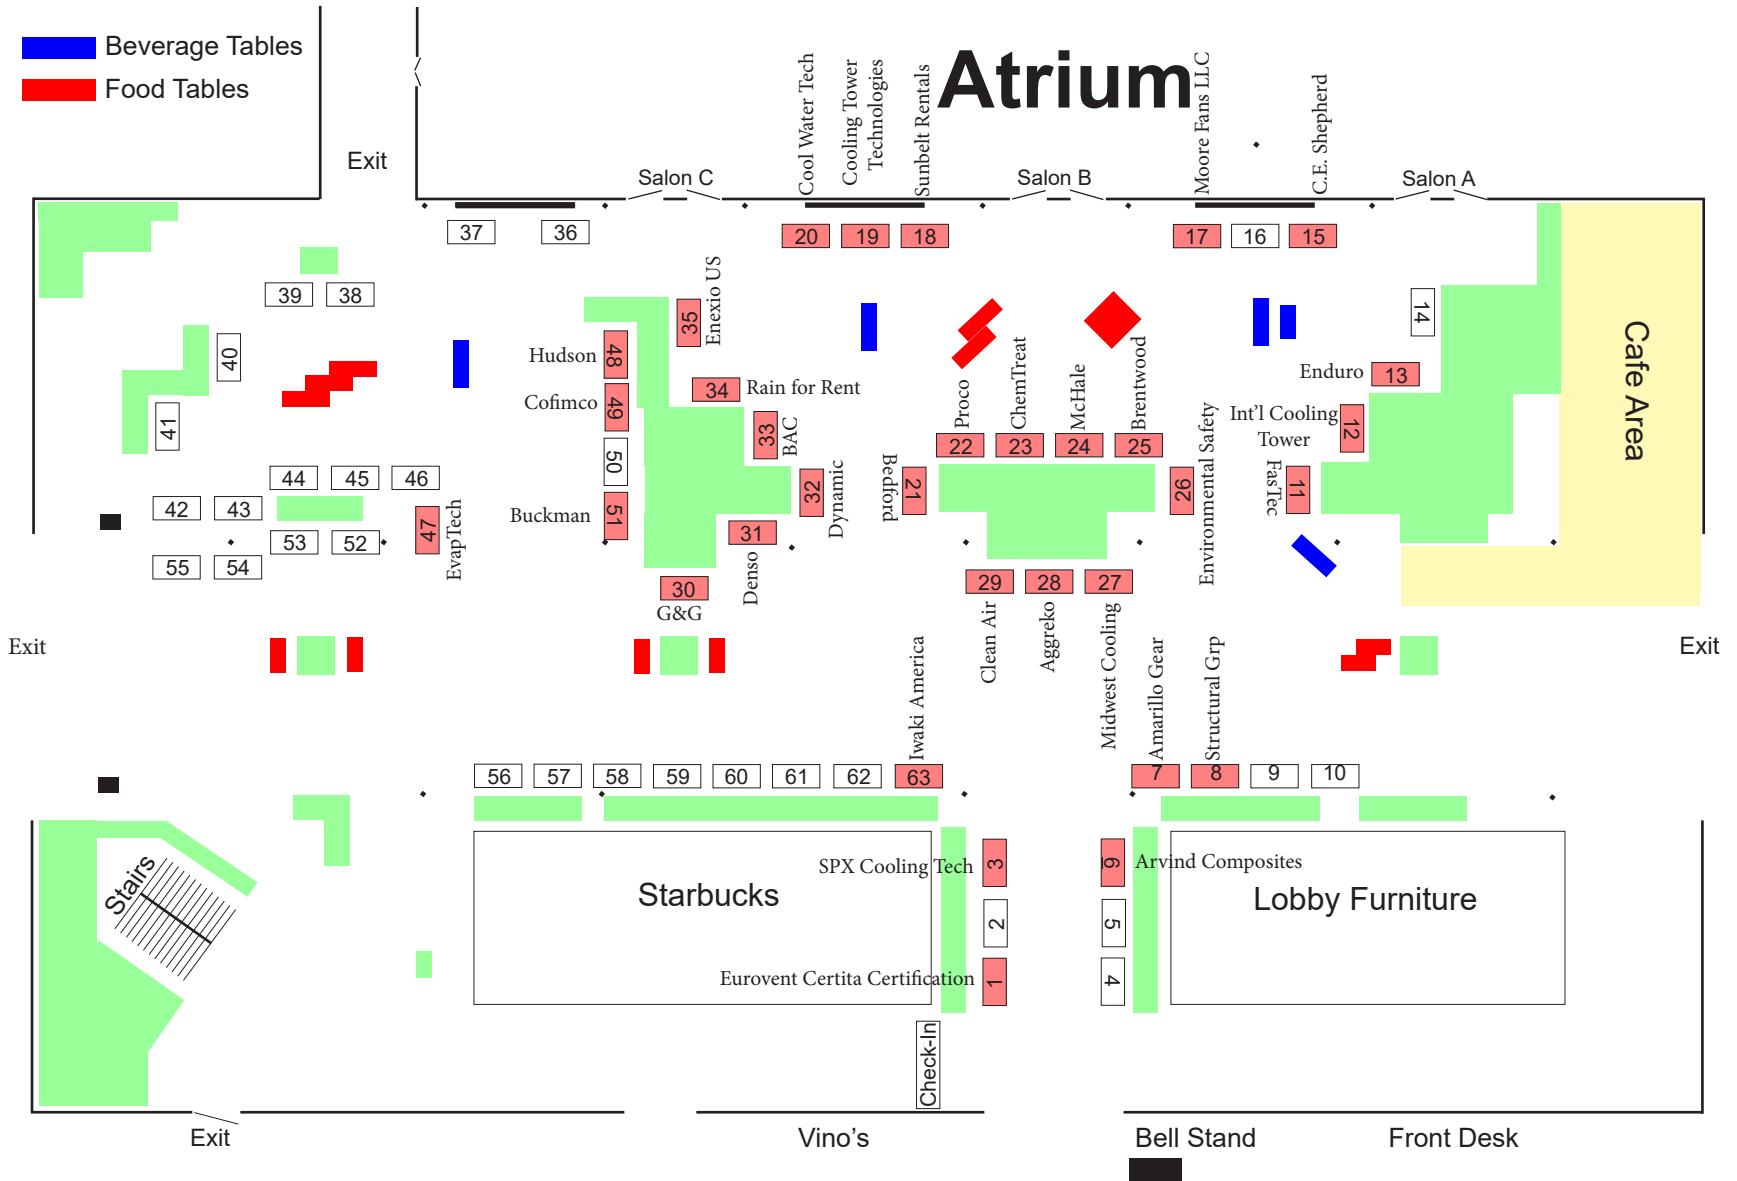 Beverage Tables
Food Tables
Atrium
Exit
Salon C
Salon B
Salon A
Cool Water Tech
Cooling Tower
Technologies
Sunbelt Rentals
Moore Fans LLC
C.E. Shepherd
37
36
20
19
18
17
16
15
39
38
35
Enexio US
14
40
Hudson
48
34
Rain for Rent
Enduro
13
Cafe Area
Cofimco
49
33
BAC
Proco
ChemTreat
McHale
Brentwood
Int'l Cooling
Tower
12
41
50
22
23
24
25
44
45
46
32
Dynamic
Bedford
21
26
Environmental Safety
FasTec
11
42
43
Buckman
51
47
EvapTech
31
Denso
53
52
55
54
30
G&G
29
28
27
Clean Air
Aggreko
Midwest Cooling
Exit
Exit
Iwaki America
Amarillo Gear
Structural Grp
56
57
58
59
60
61
62
63
7
8
9
10
Stairs
Starbucks
SPX Cooling Tech
3
6
Arvind Composites
Lobby Furniture
2
5
Eurovent Certita Certification
1
4
Check-In
Exit
Vino's
Bell Stand
Front Desk